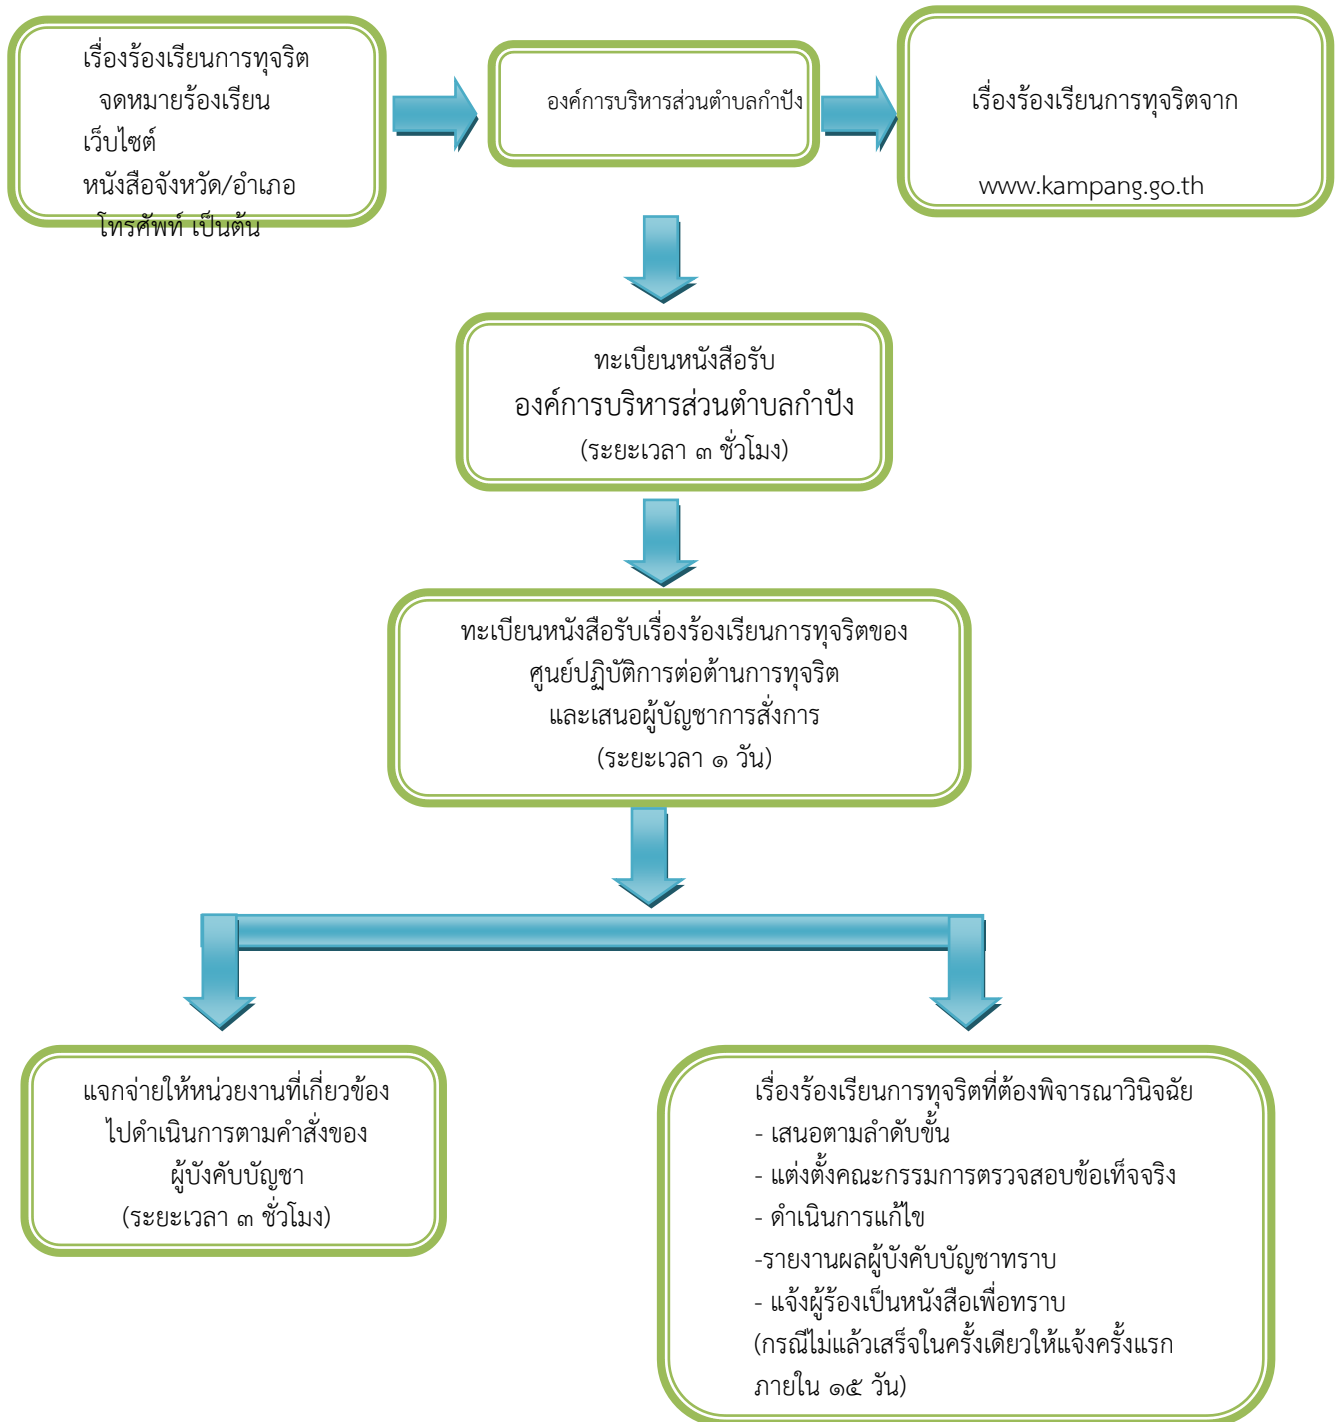 เรื่องร้องเรียนการทุจริต
จดหมายร้องเรียน
เว็บไซต์
หนังสือจังหวัด/อำเภอ
โทรศัพท์ เป็นต้น
องค์การบริหารส่วนตำบลกำปัง
เรื่องร้องเรียนการทุจริตจาก
www.kampang.go.th
ทะเบียนหนังสือรับ
องค์การบริหารส่วนตำบลกำปัง
(ระยะเวลา ๓ ชั่วโมง)
ทะเบียนหนังสือรับเรื่องร้องเรียนการทุจริตของ
ศูนย์ปฏิบัติการต่อต้านการทุจริต
และเสนอผู้บัญชาการสั่งการ
(ระยะเวลา ๑ วัน)
แจกจ่ายให้หน่วยงานที่เกี่ยวข้อง
ไปดำเนินการตามคำสั่งของ
ผู้บังคับบัญชา
(ระยะเวลา ๓ ชั่วโมง)
เรื่องร้องเรียนการทุจริตที่ต้องพิจารณาวินิจฉัย
- เสนอตามลำดับขั้น
- แต่งตั้งคณะกรรมการตรวจสอบข้อเท็จจริง
- ดำเนินการแก้ไข
-รายงานผลผู้บังคับบัญชาทราบ
- แจ้งผู้ร้องเป็นหนังสือเพื่อทราบ
(กรณีไม่แล้วเสร็จในครั้งเดียวให้แจ้งครั้งแรก
ภายใน ๑๕ วัน)